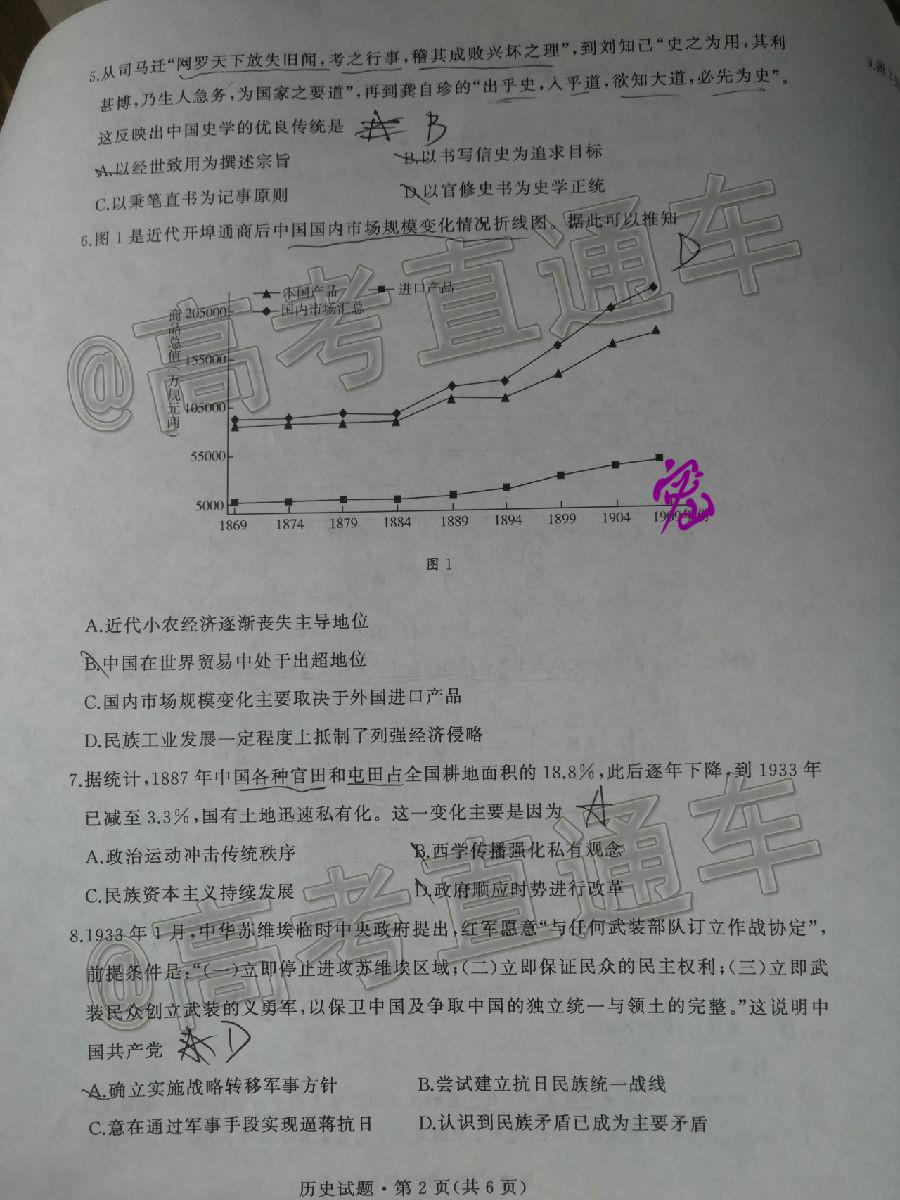 5.从司马迁“网罗天下放失旧闻，考之行事，稽其成败兴坏之理”，到刘知己“史之为用，其利
甚博，乃生人急务，为国家之要道”，再到龚自珍的“出乎史，入乎道，欲知大道，必先为史”。
这反映出中国史学的优良传统是 A B
A.以经世致用为撰述宗旨 B.以书写信史为追求目标
C.以秉笔直书为记事原则 D.以官修史书为史学正统
6.图1是近代开埠通商后中国国内市场规模变化情况折线图。据此可以推知
D
本国产品 进口产品
国内市场汇总
商品总值(万规元两)
205000
155000
105000
55000
5000
1869 1874 1879 1884 1889 1894 1899 1904 1909
图1
A.近代小农经济逐渐丧失主导地位
B.中国在世界贸易中处于出超地位
C.国内市场规模变化主要取决于外国进口产品
D.民族工业发展一定程度上抵制了列强经济侵略
7.据统计，1887年中国各种官田和屯田占全国耕地面积的18.8%，此后逐年下降，到1933年
已减至3.3%，国有土地迅速私有化。这一变化主要是因为 A
A.政治运动冲击传统秩序 B.西学传播强化私有观念
C.民族资本主义持续发展 D.政府顺应时势进行改革
8.1933年1月，中华苏维埃临时中央政府提出，红军愿意“与任何武装部队订立作战协定”，
前提条件是：“(一)立即停止进攻苏维埃区域；(二)立即保证民众的民主权利；(三)立即武
装民众创立武装的义勇军，以保卫中国及争取中国的独立统一与领土的完整。”这说明中
国共产党 A D
A.确立实施战略转移军事方针 B.尝试建立抗日民族统一战线
C.意在通过军事手段实现逼蒋抗日 D.认识到民族矛盾已成为主要矛盾
历史试题·第2页(共6页)
9.图2
@高考直通车
@高考直通车